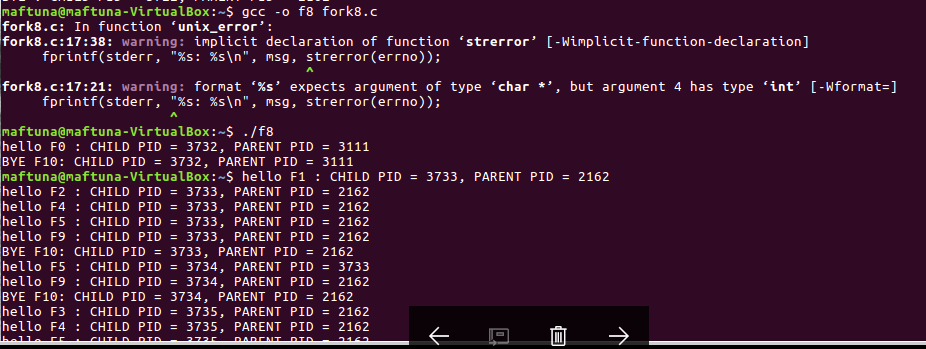 maftuna@maftuna-VirtualBox:~$ gcc -o f8 fork8.c
fork8.c: In function ‘unix_error’:
fork8.c:17:38: warning: implicit declaration of function ‘strerror’ [-Wimplicit-function-declaration]
fprintf(stderr, "%s: %s\n", msg, strerror(errno));
^
fork8.c:17:21: warning: format ‘%s’ expects argument of type ‘char *’, but argument 4 has type ‘int’ [-Wformat=]
fprintf(stderr, "%s: %s\n", msg, strerror(errno));
^
maftuna@maftuna-VirtualBox:~$ ./f8
hello F0 : CHILD PID = 3732, PARENT PID = 3111
BYE F10: CHILD PID = 3732, PARENT PID = 3111
maftuna@maftuna-VirtualBox:~$ hello F1 : CHILD PID = 3733, PARENT PID = 2162
hello F2 : CHILD PID = 3733, PARENT PID = 2162
hello F4 : CHILD PID = 3733, PARENT PID = 2162
hello F5 : CHILD PID = 3733, PARENT PID = 2162
hello F9 : CHILD PID = 3733, PARENT PID = 2162
BYE F10: CHILD PID = 3733, PARENT PID = 2162
hello F5 : CHILD PID = 3734, PARENT PID = 3733
hello F9 : CHILD PID = 3734, PARENT PID = 2162
BYE F10: CHILD PID = 3734, PARENT PID = 2162
hello F3 : CHILD PID = 3735, PARENT PID = 2162
hello F4 : CHILD PID = 3735, PARENT PID = 2162
hello F5 : CHILD PID = 3735, PARENT PID = 2162